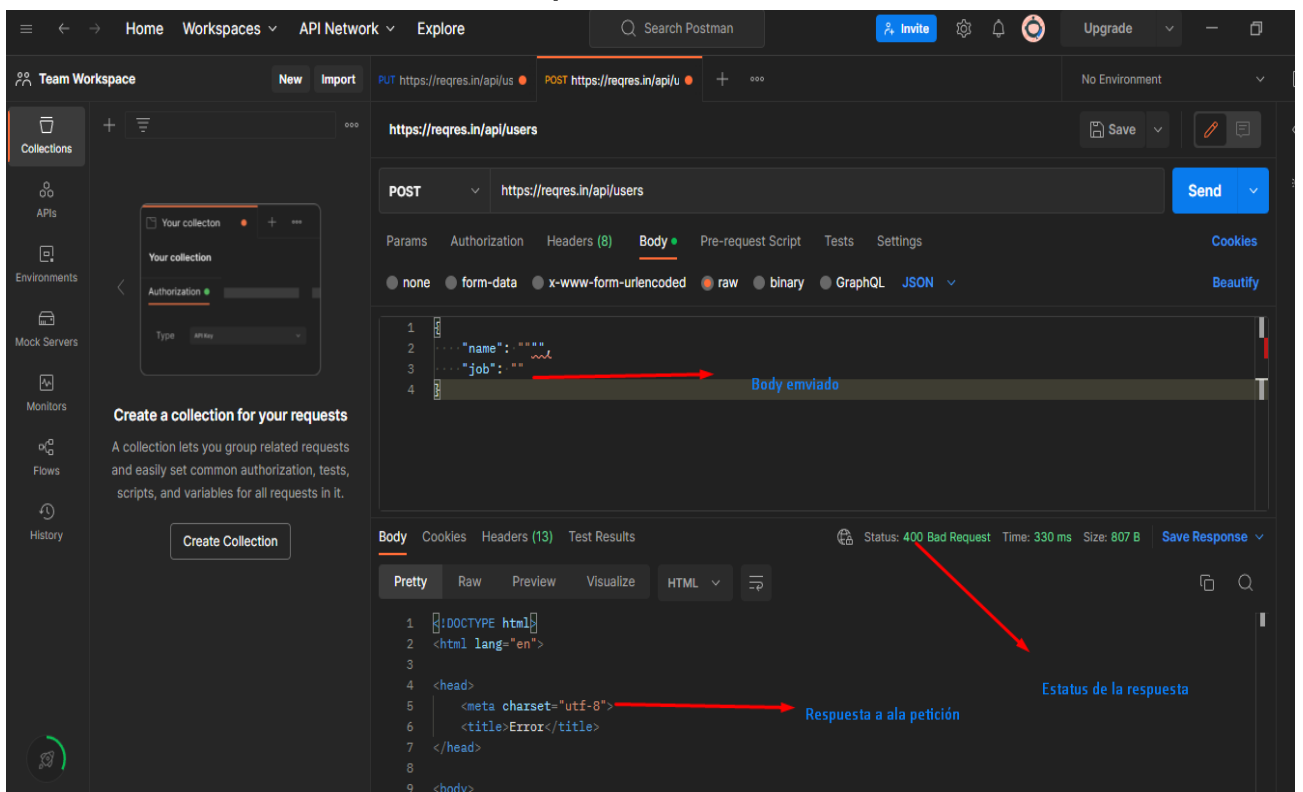 Home Workspaces API Network Explore Search Postman Invite Upgrade
Team Workspace New Import PUT https://reqres.in/api/us POST https://reqres.in/api/u No Environment
Collections
https://reqres.in/api/users Save
APIs
POST https://reqres.in/api/users Send
Your collecton
Params Authorization Headers (8) Body Pre-request Script Tests Settings Cookies
Your collection
Environments
none form-data x-www-form-urlencoded raw binary GraphQL JSON Beautify
Authorization
Mock Servers
Type API Key
1 {
2 "name": """",
3 "job": ""
4 }
Body emviado
Monitors
Create a collection for your requests
A collection lets you group related requests
and easily set common authorization, tests,
scripts, and variables for all requests in it.
Flows
History
Create Collection
Body Cookies Headers (13) Test Results Status: 400 Bad Request Time: 330 ms Size: 807 B Save Response
Pretty Raw Preview Visualize HTML
1 <!DOCTYPE html>
2 <html lang="en">
3
4 <head>
5 <meta charset="utf-8">
6 <title>Error</title>
7 </head>
8
9 <body>
Estatus de la respuesta
Respuesta a ala petición